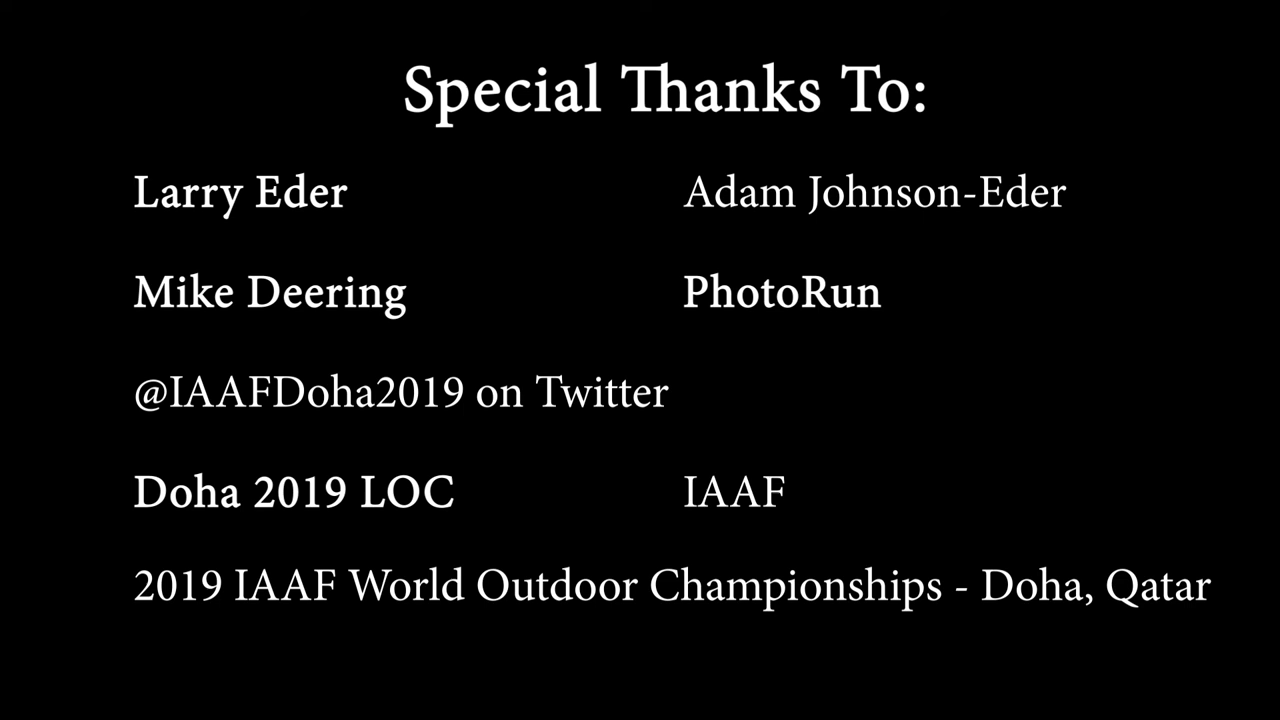 Special Thanks To:
Larry Eder
Adam Johnson-Eder
Mike Deering
PhotoRun
@IAAFDoha2019 on Twitter
Doha 2019 LOC
IAAF
2019 IAAF World Outdoor Championships - Doha, Qatar